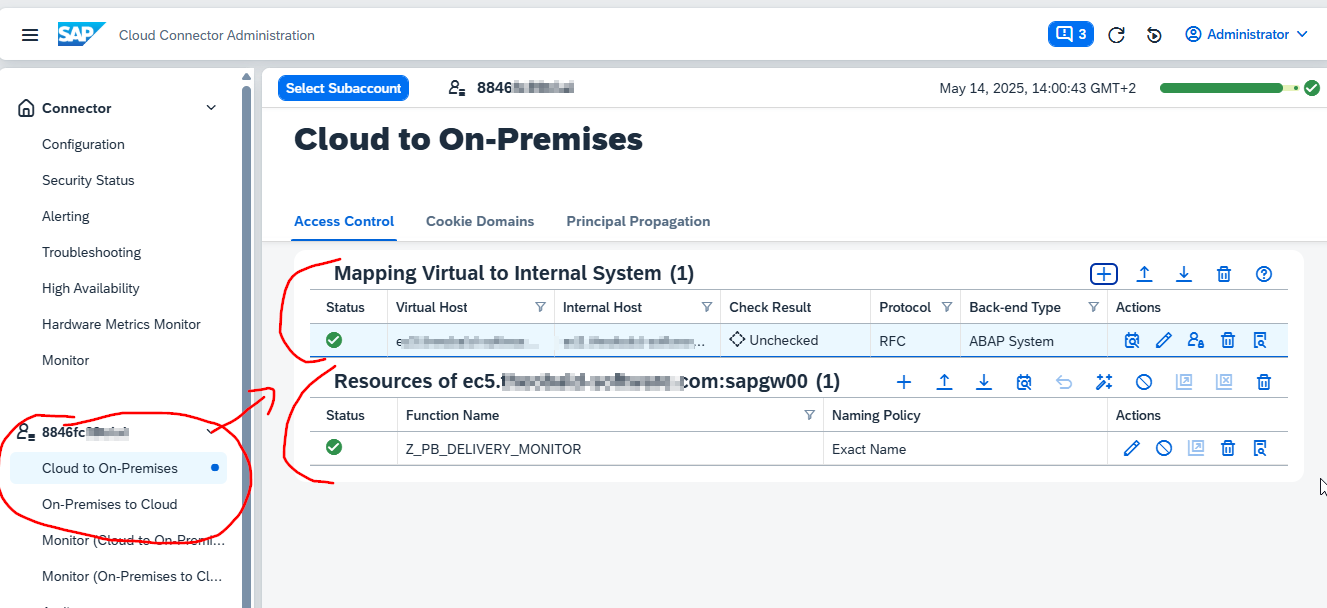 SAP Cloud Connector Administration 3 Administrator
Select Subaccount 8846 May 14, 2025, 14:00:43 GMT+2
Connector
Configuration
Security Status
Alerting
Troubleshooting
High Availability
Hardware Metrics Monitor
Monitor
8846fc
Cloud to On-Premises
On-Premises to Cloud
Monitor (Cloud to On-Premi...
Monitor (On-Premises to Cl...
Cloud to On-Premises
Access Control Cookie Domains Principal Propagation
Mapping Virtual to Internal System (1)
Status Virtual Host Internal Host Check Result Protocol Back-end Type Actions
Unchecked RFC ABAP System
Resources of ec5. com:sapgw00 (1)
Status Function Name Naming Policy Actions
Z_PB_DELIVERY_MONITOR Exact Name